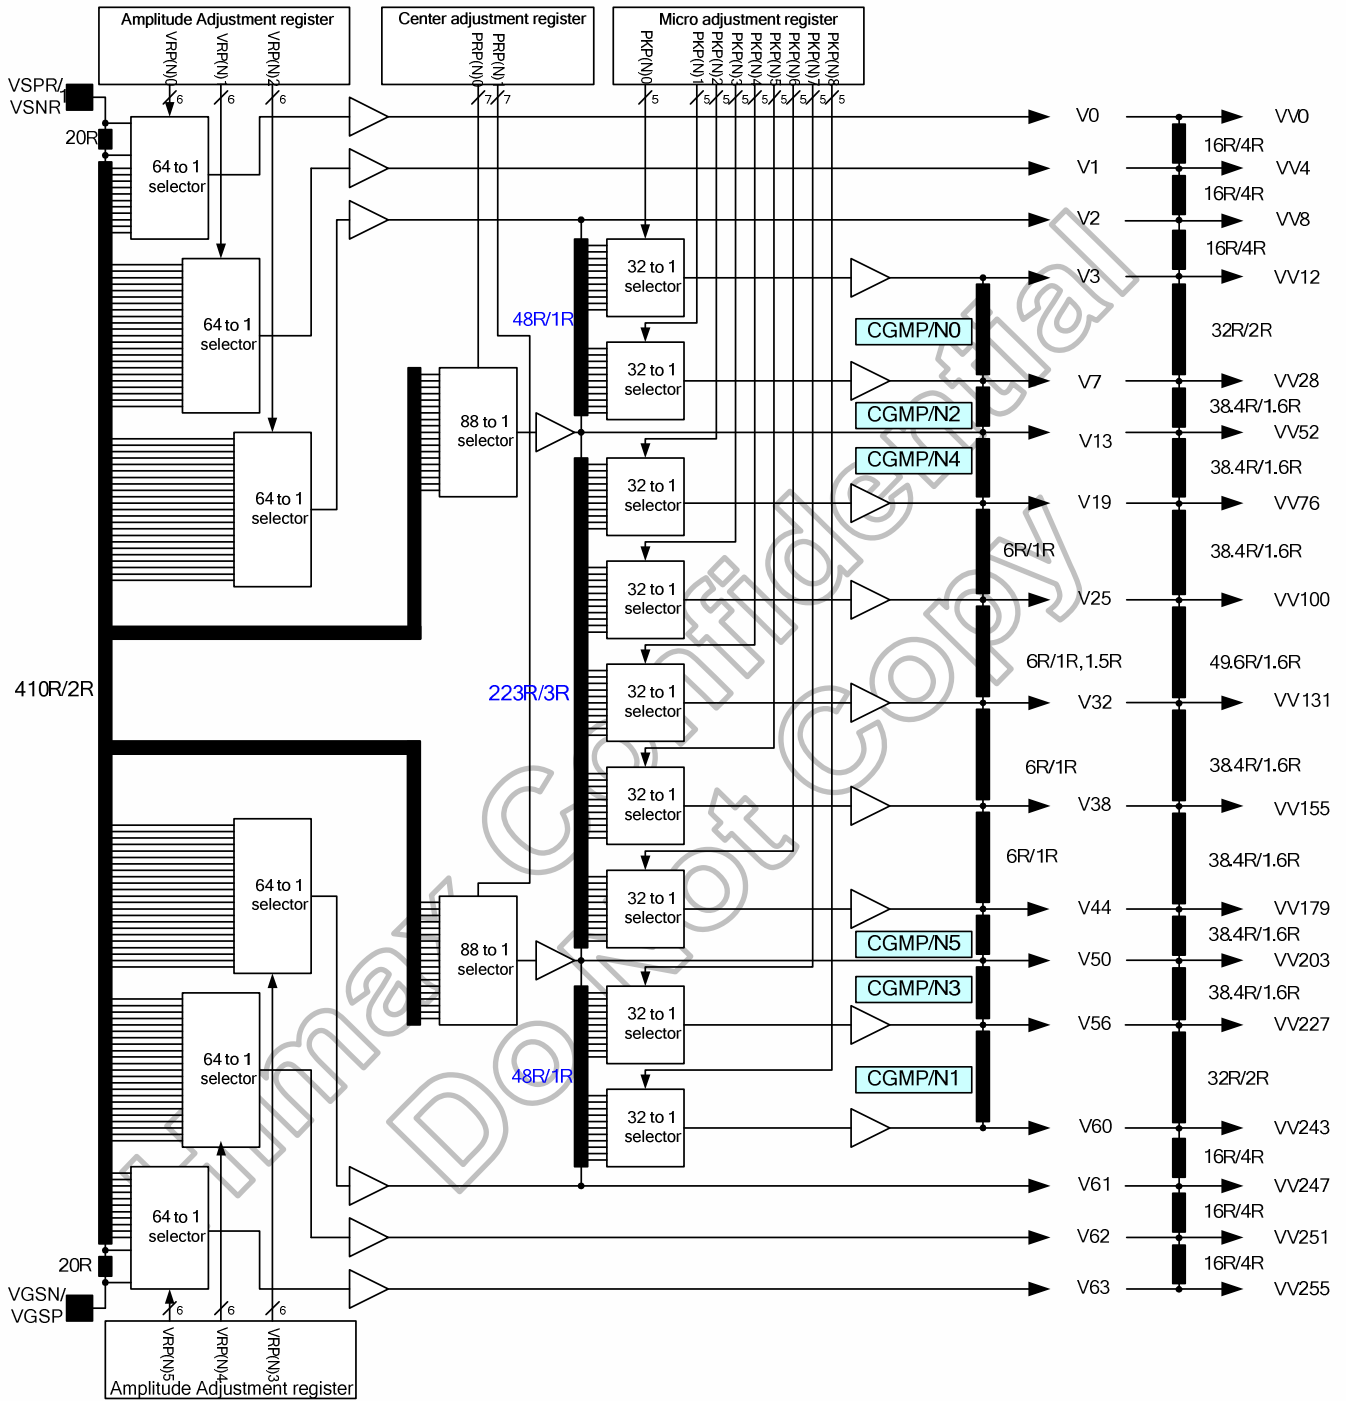 Amplitude Adjustment register
Center adjustment register
Micro adjustment register
VRP(N)0
VRP(N)1
VRP(N)2
PRP(N)0
PRP(N)1
PKP(N)0
PKP(N)1
PKP(N)2
PKP(N)3
PKP(N)4
PKP(N)5
PKP(N)6
PKP(N)7
PKP(N)8
6
6
6
7
7
5
5
5
5
5
5
5
5
5
VSPR/
VSNR
1
20R
64 to 1
selector
64 to 1
selector
64 to 1
selector
410R/2R
64 to 1
selector
64 to 1
selector
64 to 1
selector
20R
VGSN/
VGSP
6
6
6
VRP(N)5
VRP(N)4
VRP(N)3
Amplitude Adjustment register
88 to 1
selector
88 to 1
selector
48R/1R
223R/3R
48R/1R
32 to 1
selector
32 to 1
selector
32 to 1
selector
32 to 1
selector
32 to 1
selector
32 to 1
selector
32 to 1
selector
32 to 1
selector
32 to 1
selector
CGMP/N0
CGMP/N2
CGMP/N4
6R/1R
6R/1R,1.5R
6R/1R
6R/1R
CGMP/N5
CGMP/N3
CGMP/N1
V0
V1
V2
V3
V7
V13
V19
V25
V32
V38
V44
V50
V56
V60
V61
V62
V63
16R/4R
16R/4R
16R/4R
32R/2R
38.4R/1.6R
38.4R/1.6R
38.4R/1.6R
49.6R/1.6R
38.4R/1.6R
38.4R/1.6R
38.4R/1.6R
38.4R/1.6R
32R/2R
16R/4R
16R/4R
16R/4R
VV0
VV4
VV8
VV12
VV28
VV52
VV76
VV100
VV131
VV155
VV179
VV203
VV227
VV243
VV247
VV251
VV255
Himax Confidential
Do Not Copy